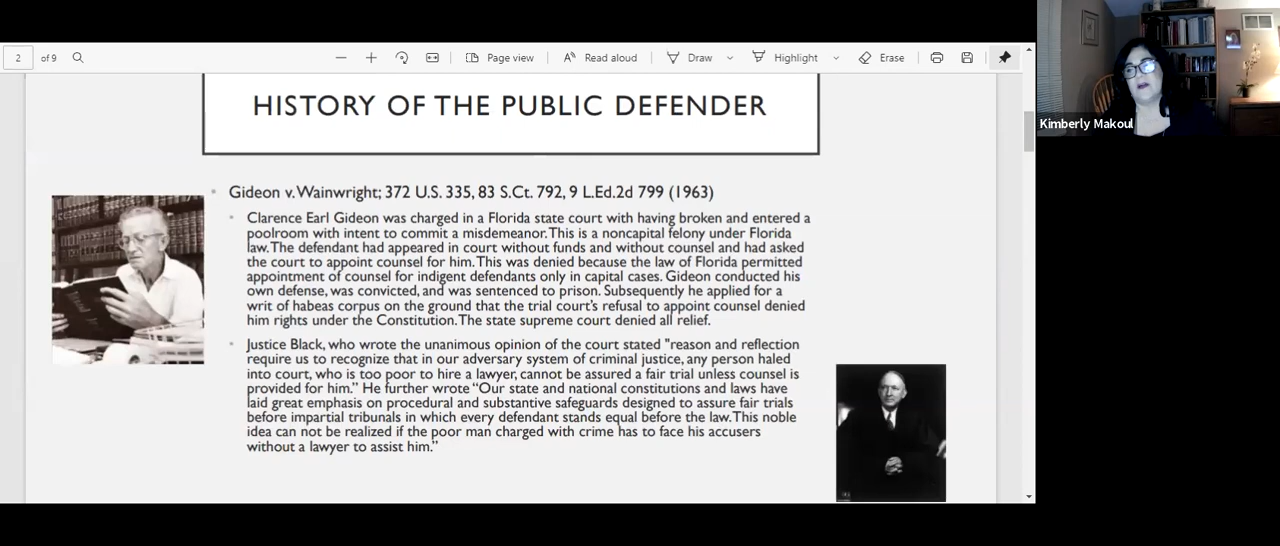 2 of 9
Page view
Read aloud
Draw
Highlight
Erase
Kimberly Makoul
HISTORY OF THE PUBLIC DEFENDER
Gideon v. Wainwright; 372 U.S. 335, 83 S.Ct. 792, 9 L.Ed.2d 799 (1963)
Clarence Earl Gideon was charged in a Florida state court with having broken and entered a
poolroom with intent to commit a misdemeanor. This is a noncapital felony under Florida
law. The defendant had appeared in court without funds and without counsel and had asked
the court to appoint counsel for him. This was denied because the law of Florida permitted
appointment of counsel for indigent defendants only in capital cases. Gideon conducted his
own defense, was convicted, and was sentenced to prison. Subsequently he applied for a
writ of habeas corpus on the ground that the trial court's refusal to appoint counsel denied
him rights under the Constitution. The state supreme court denied all relief.
Justice Black, who wrote the unanimous opinion of the court stated "reason and reflection
require us to recognize that in our adversary system of criminal justice, any person haled
into court, who is too poor to hire a lawyer, cannot be assured a fair trial unless counsel is
provided for him." He further wrote "Our state and national constitutions and laws have
laid great emphasis on procedural and substantive safeguards designed to assure fair trials
before impartial tribunals in which every defendant stands equal before the law. This noble
idea can not be realized if the poor man charged with crime has to face his accusers
without a lawyer to assist him."